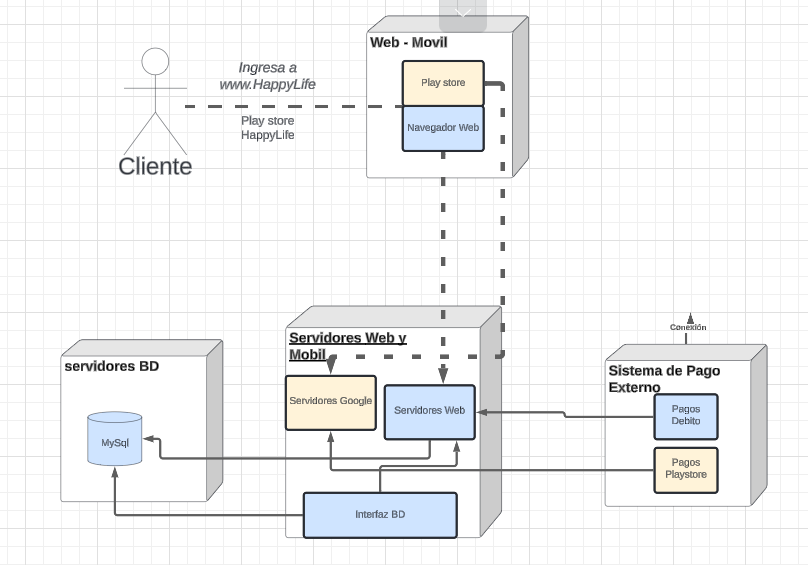 Web - Movil
Ingresa a
www.HappyLife
Play store
HappyLife
Play store
Navegador Web
Cliente
Servidores Web y
Mobil
Servidores Google
Servidores Web
Interfaz BD
servidores BD
MySql
Conexión
Sistema de Pago
Externo
Pagos
Debito
Pagos
Playstore